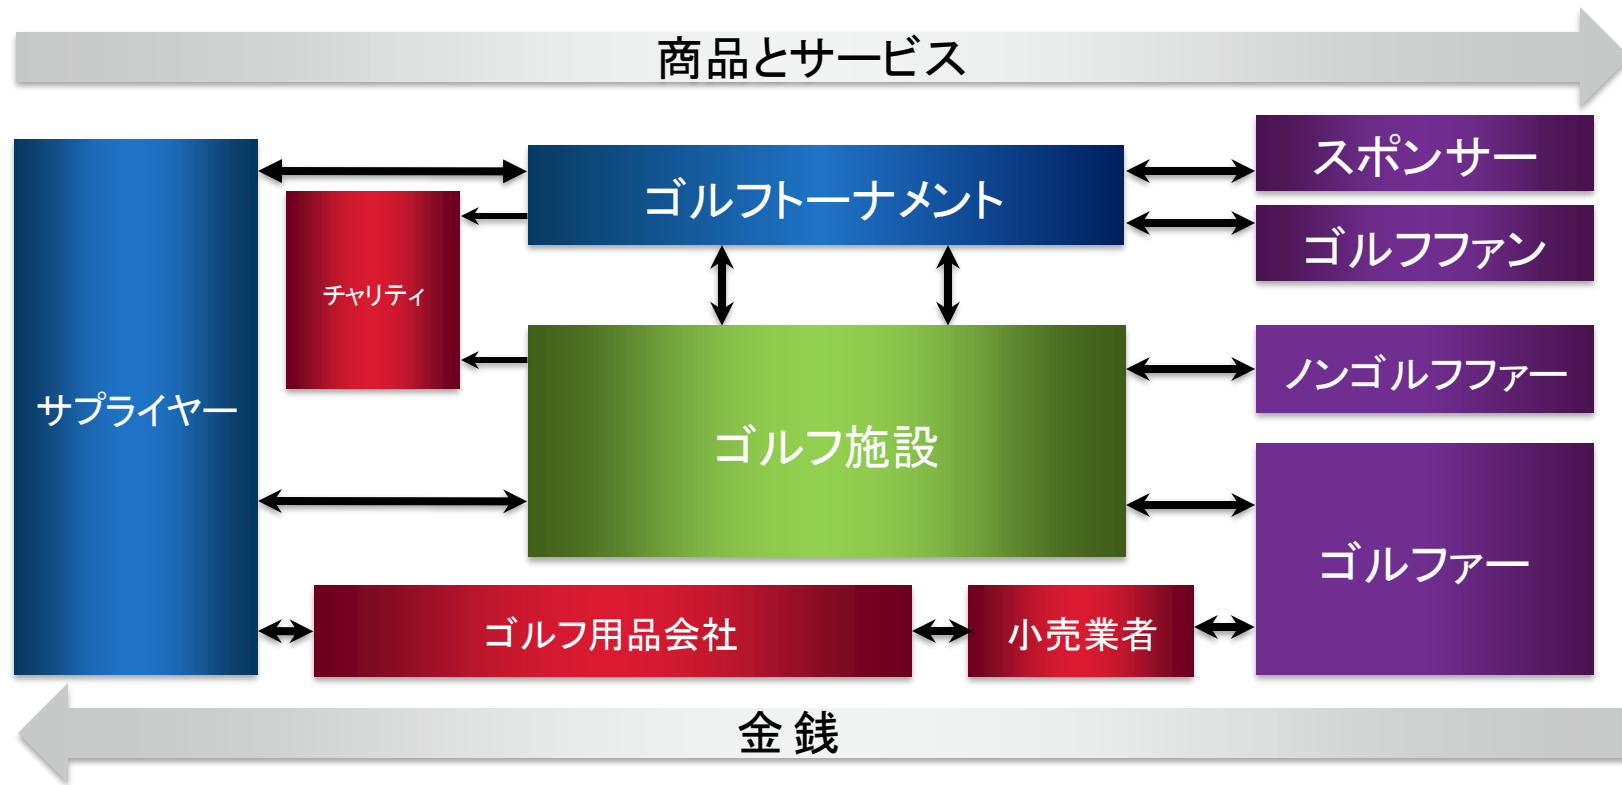 商品とサービス
スポンサー
ゴルフトーナメント
ゴルフファン
チャリティ
ノンゴルフファー
サプライヤー
ゴルフ施設
ゴルファー
ゴルフ用品会社
小売業者
金銭